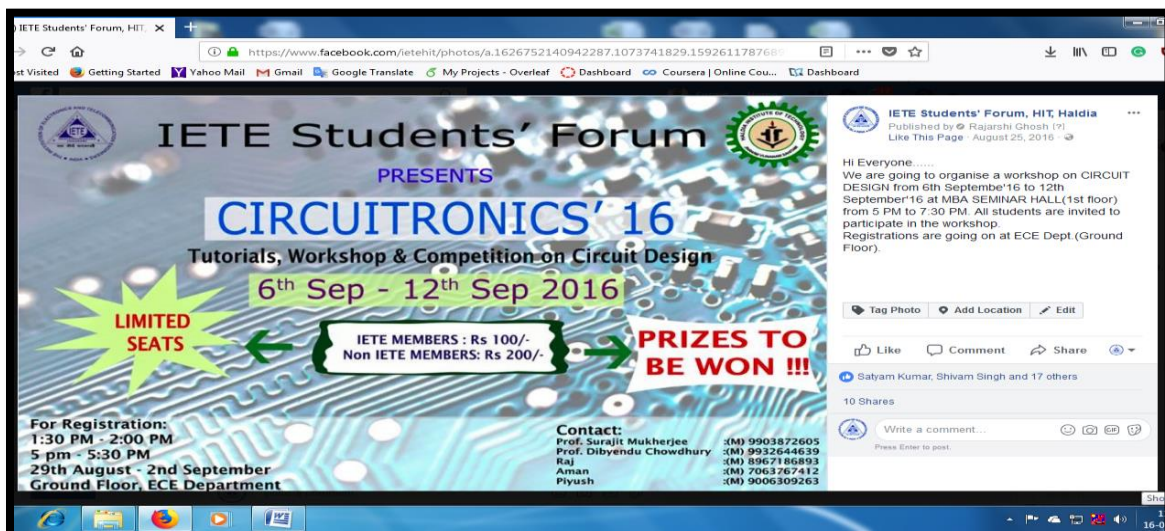 ) IETE Students' Forum, HIT,
https://www.facebook.com/ietehit/photos/a.1626752140942287.1073741829.159261178768
st Visited Getting Started Yahoo Mail Gmail Google Translate My Projects - Overleaf Dashboard Coursera | Online Cou... Dashboard
IETE Students' Forum
PRESENTS
CIRCUITRONICS' 16
Tutorials, Workshop & Competition on Circuit Design
6th Sep - 12th Sep 2016
LIMITED
SEATS
IETE MEMBERS : Rs 100/-
Non IETE MEMBERS: Rs 200/-
PRIZES TO
BE WON !!!
For Registration:
1:30 PM - 2:00 PM
5 pm - 5:30 PM
29th August - 2nd September
Ground Floor, ECE Department
Contact:
Prof. Surajit Mukherjee :(M) 9903872605
Prof. Dibyendu Chowdhury :(M) 9932644639
Raj :(M) 8967186893
Aman :(M) 7063767412
Piyush :(M) 9006309263
IETE Students' Forum, HIT, Haldia
Published by Rajarshi Ghosh [?]
Like This Page · August 25, 2016 ·
Hi Everyone......
We are going to organise a workshop on CIRCUIT
DESIGN from 6th Septembe'16 to 12th
September'16 at MBA SEMINAR HALL(1st floor)
from 5 PM to 7:30 PM. All students are invited to
participate in the workshop.
Registrations are going on at ECE Dept.(Ground
Floor).
Tag Photo Add Location Edit
Like Comment Share
Satyam Kumar, Shivam Singh and 17 others
10 Shares
Write a comment...
GIF
Press Enter to post.
Sho